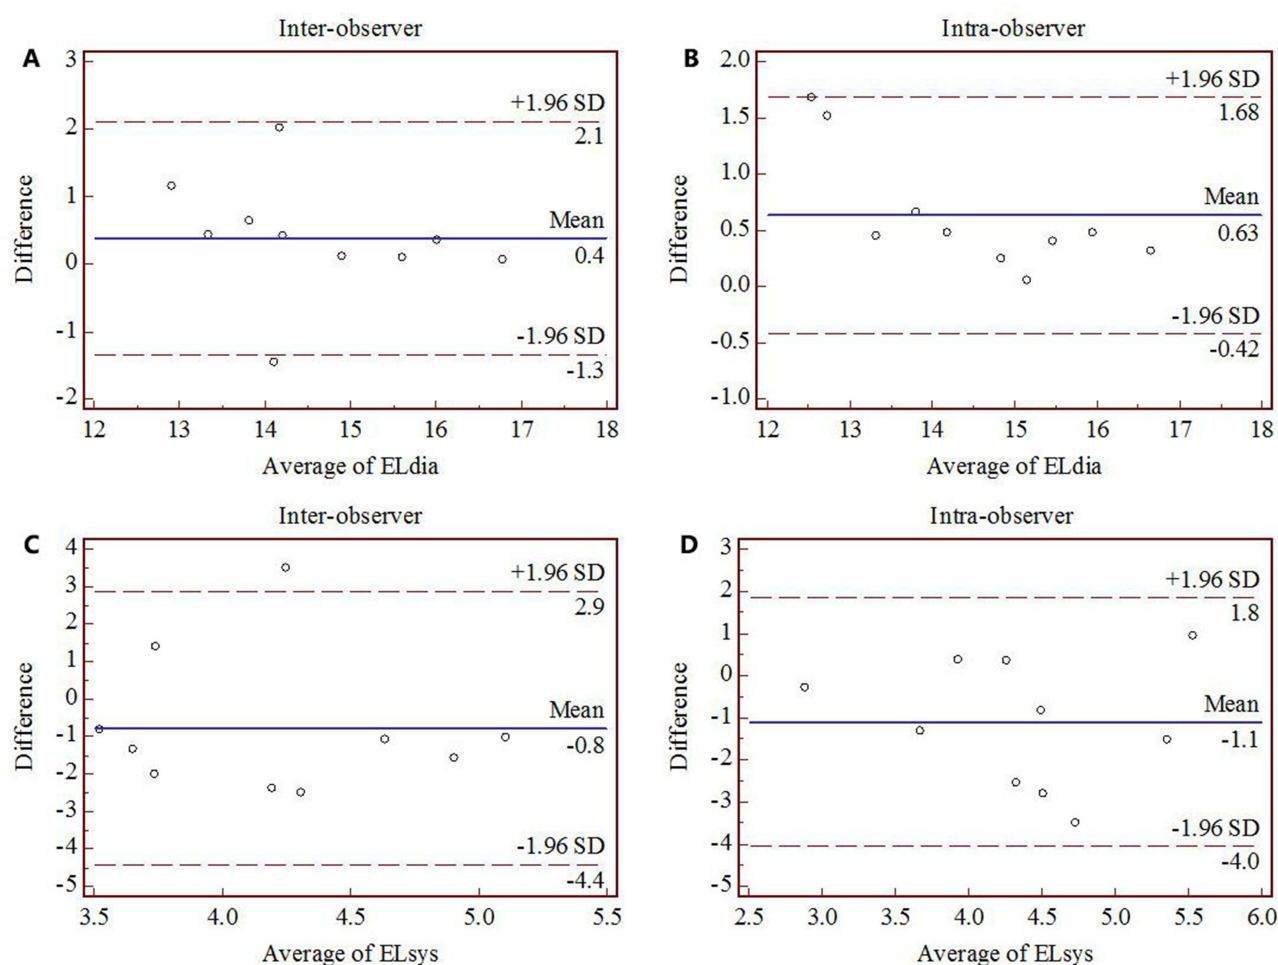 Inter-observer
A
3
2
1
0
-1
-2
Difference
+1.96 SD
2.1
Mean
0.4
-1.96 SD
-1.3
12 13 14 15 16 17 18
Average of ELdia
Intra-observer
B
2.0
1.5
1.0
0.5
0.0
-0.5
-1.0
Difference
+1.96 SD
1.68
Mean
0.63
-1.96 SD
-0.42
12 13 14 15 16 17 18
Average of ELdia
Inter-observer
C
4
3
2
1
0
-1
-2
-3
-4
-5
Difference
+1.96 SD
2.9
Mean
-0.8
-1.96 SD
-4.4
3.5 4.0 4.5 5.0 5.5
Average of ELsys
Intra-observer
D
3
2
1
0
-1
-2
-3
-4
-5
Difference
+1.96 SD
1.8
Mean
-1.1
-1.96 SD
-4.0
2.5 3.0 3.5 4.0 4.5 5.0 5.5 6.0
Average of ELsys